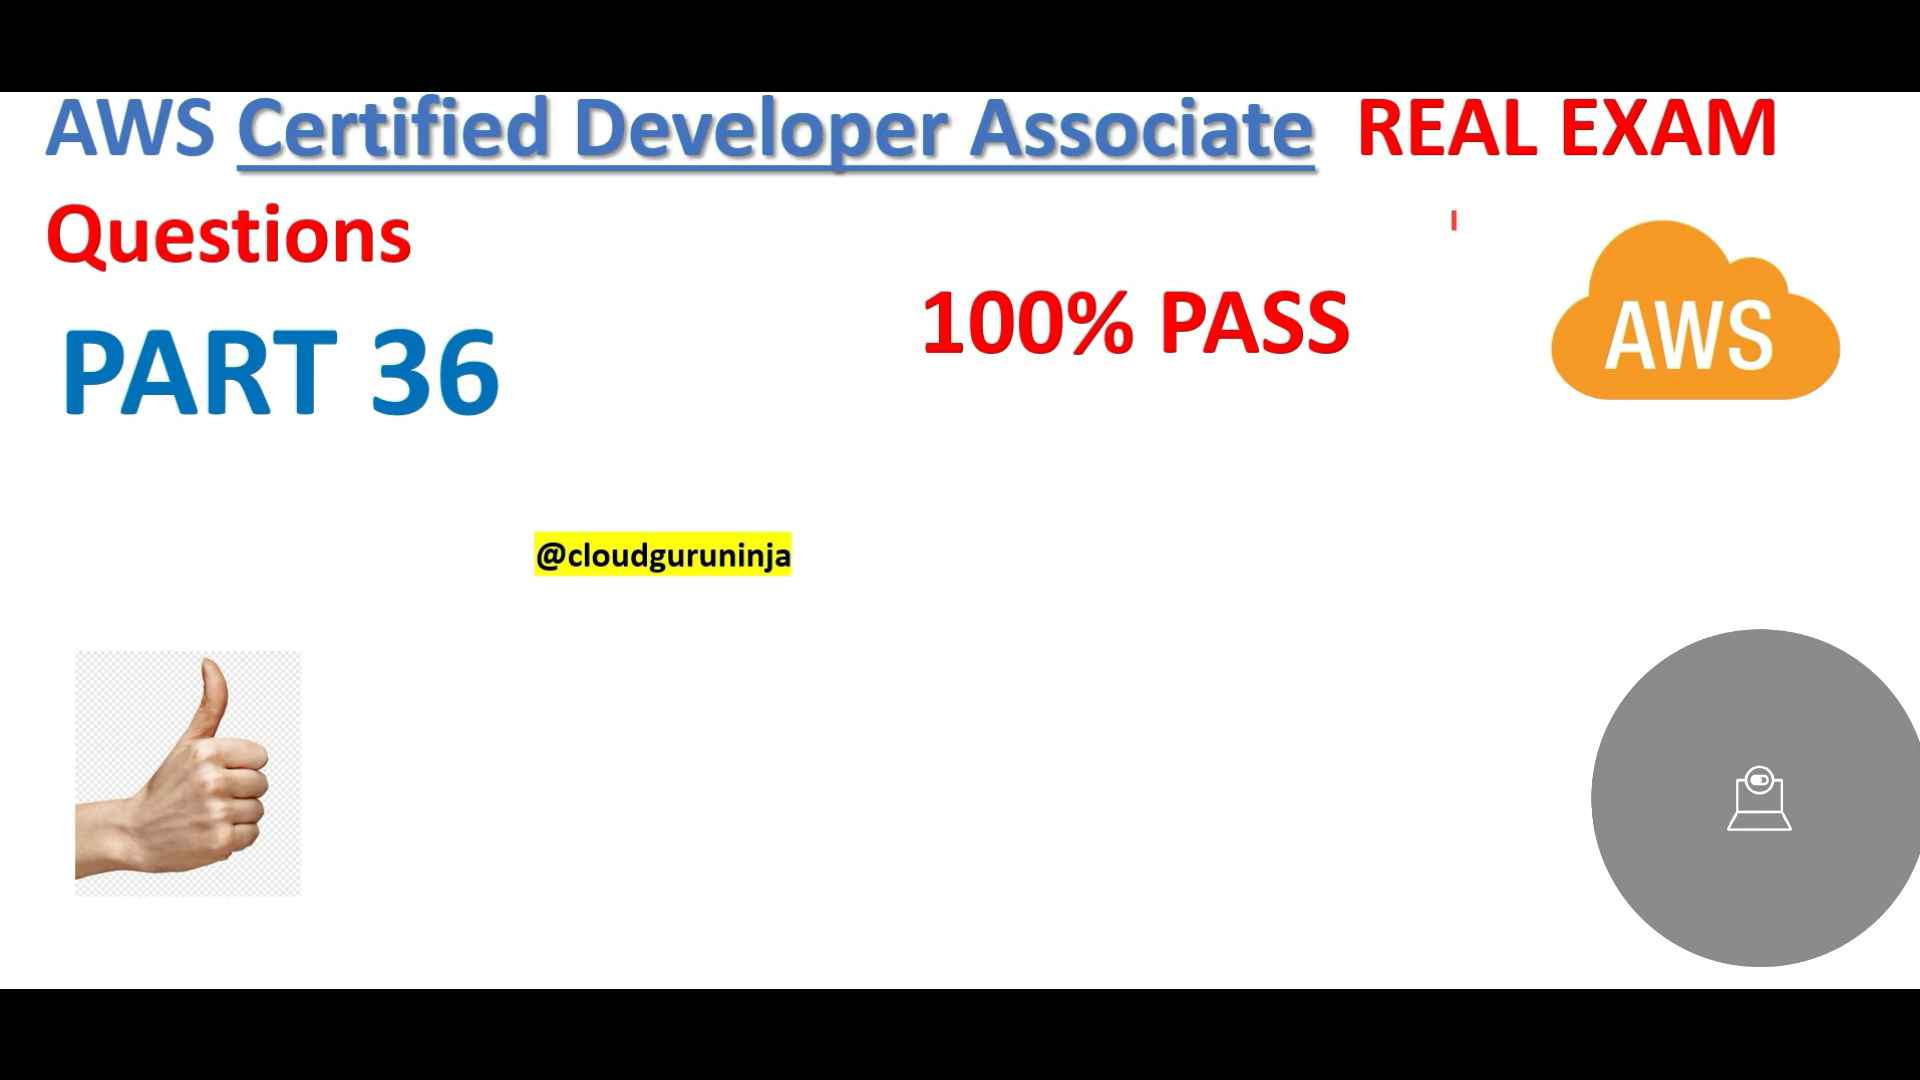 AWS Certified Developer Associate REAL EXAM
Questions
100% PASS
AWS
PART 36
@cloudguruninja